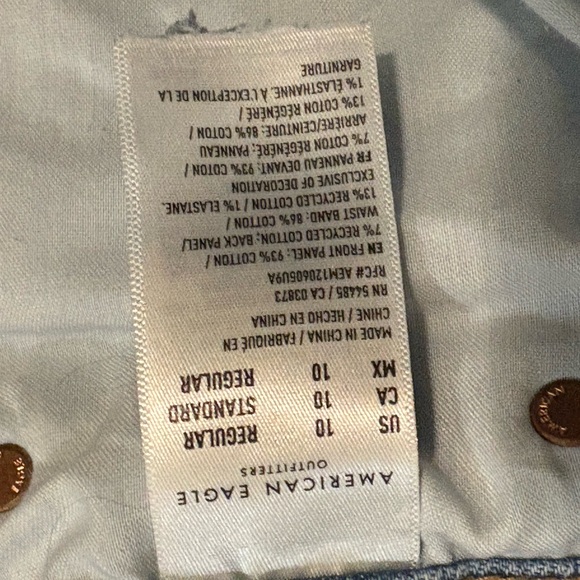 AMERICAN EAGLE
OUTFITTERS
US 10 REGULAR
CA 10 STANDARD
MX 10 REGULAR
MADE IN CHINA / FABRIQUÉ EN
CHINE / HECHO EN CHINA
RN 54485 / CA 03873
RFC# AEM120605U9A
EN FRONT PANEL: 93% COTTON /
7% RECYCLED COTTON; BACK PANEL/
WAIST BAND: 86% COTTON /
13% RECYCLED COTTON / 1% ELASTANE.
EXCLUSIVE OF DECORATION
FR PANNEAU DEVANT: 93% COTON /
7% COTON RÉGÉNÉRÉ; PANNEAU
ARRIÈRE/CEINTURE: 86% COTON /
13% COTON RÉGÉNÉRÉ /
1% ÉLASTHANNE. À L'EXCEPTION DE LA
GARNITURE
AMERICAN
EAGLE